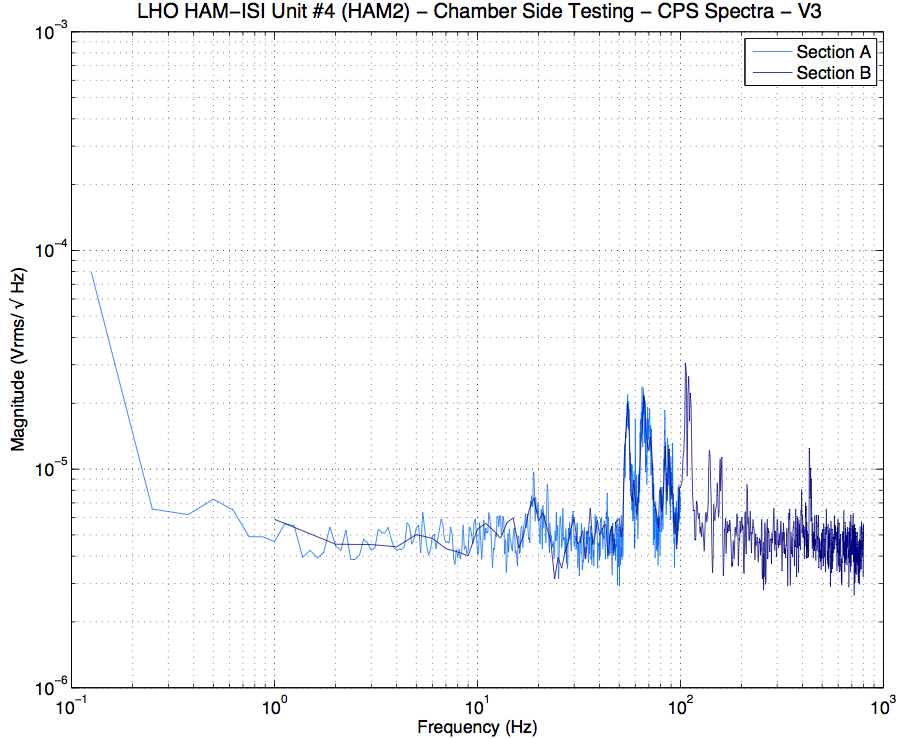 LHO HAM−ISI Unit #4 (HAM2) − Chamber Side Testing − CPS Spectra − V3
Section A
Section B
10^−3
10^−4
10^−5
10^−6
Magnitude (Vrms/ √ Hz)
10^−1
10^0
10^1
10^2
10^3
Frequency (Hz)